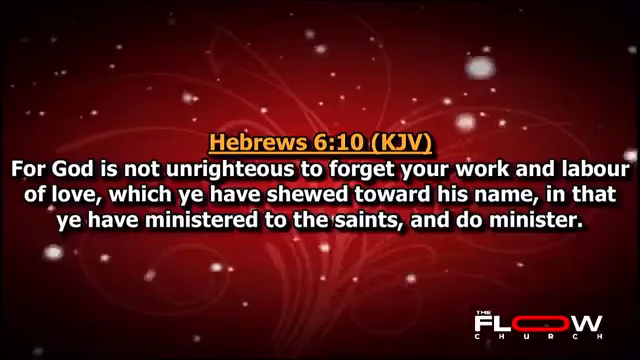 Hebrews 6:10 (KJV)
For God is not unrighteous to forget your work and labour
of love, which ye have shewed toward his name, in that
ye have ministered to the saints, and do minister.
THE
FLOW
CHURCH